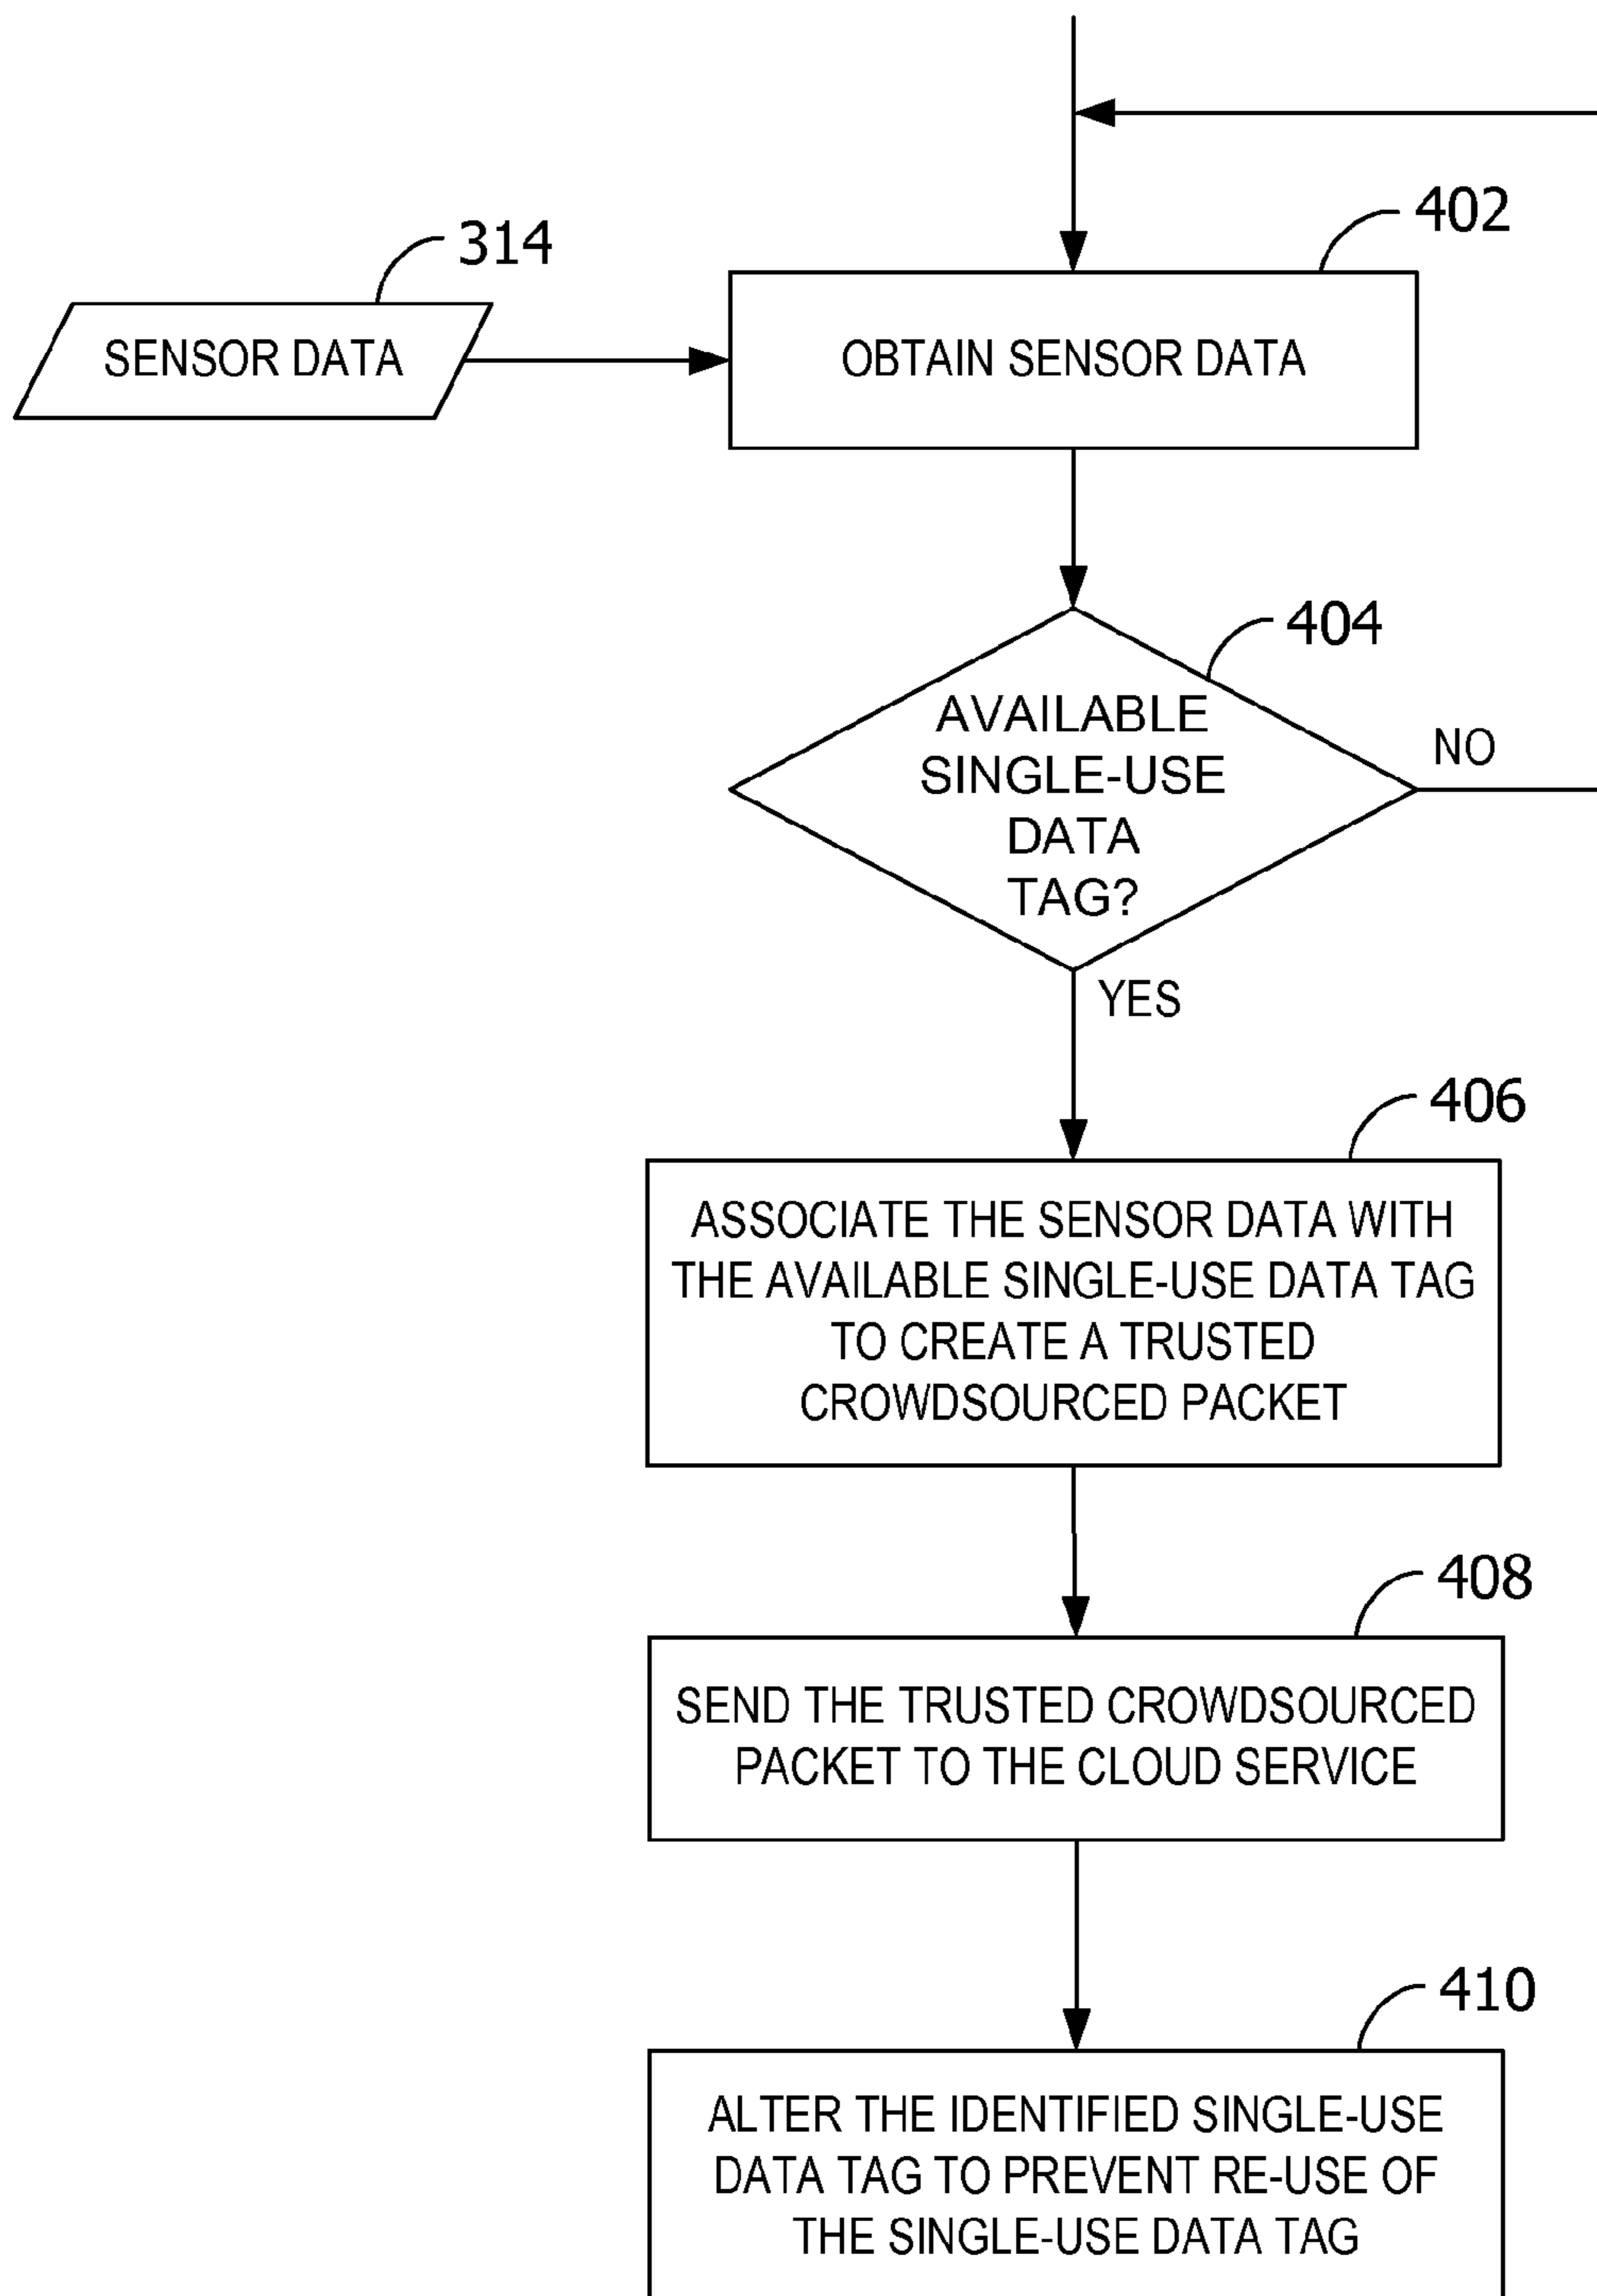 402
314
SENSOR DATA
OBTAIN SENSOR DATA
404
AVAILABLE
SINGLE-USE
DATA
TAG?
NO
YES
406
ASSOCIATE THE SENSOR DATA WITH
THE AVAILABLE SINGLE-USE DATA TAG
TO CREATE A TRUSTED
CROWDSOURCED PACKET
408
SEND THE TRUSTED CROWDSOURCED
PACKET TO THE CLOUD SERVICE
410
ALTER THE IDENTIFIED SINGLE-USE
DATA TAG TO PREVENT RE-USE OF
THE SINGLE-USE DATA TAG